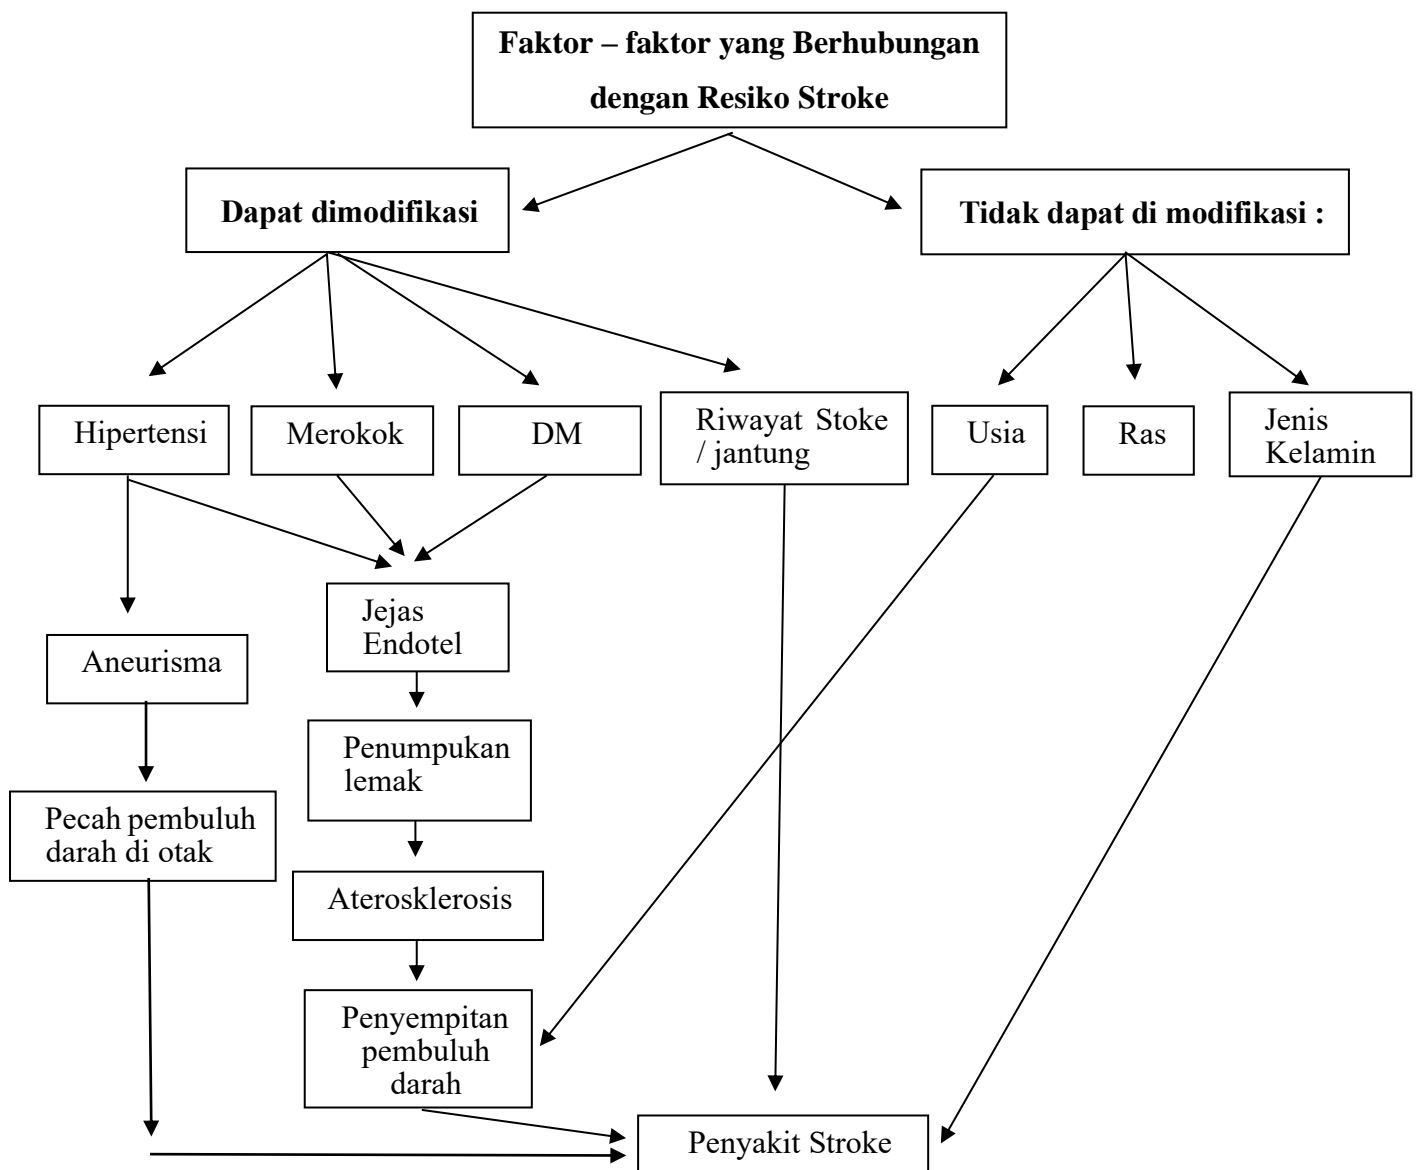 Faktor – faktor yang Berhubungan
dengan Resiko Stroke
Dapat dimodifikasi
Tidak dapat di modifikasi :
Hipertensi
Merokok
DM
Riwayat Stoke
/ jantung
Usia
Ras
Jenis
Kelamin
Jejas
Endotel
Aneurisma
Penumpukan
lemak
Pecah pembuluh
darah di otak
Aterosklerosis
Penyempitan
pembuluh
darah
Penyakit Stroke